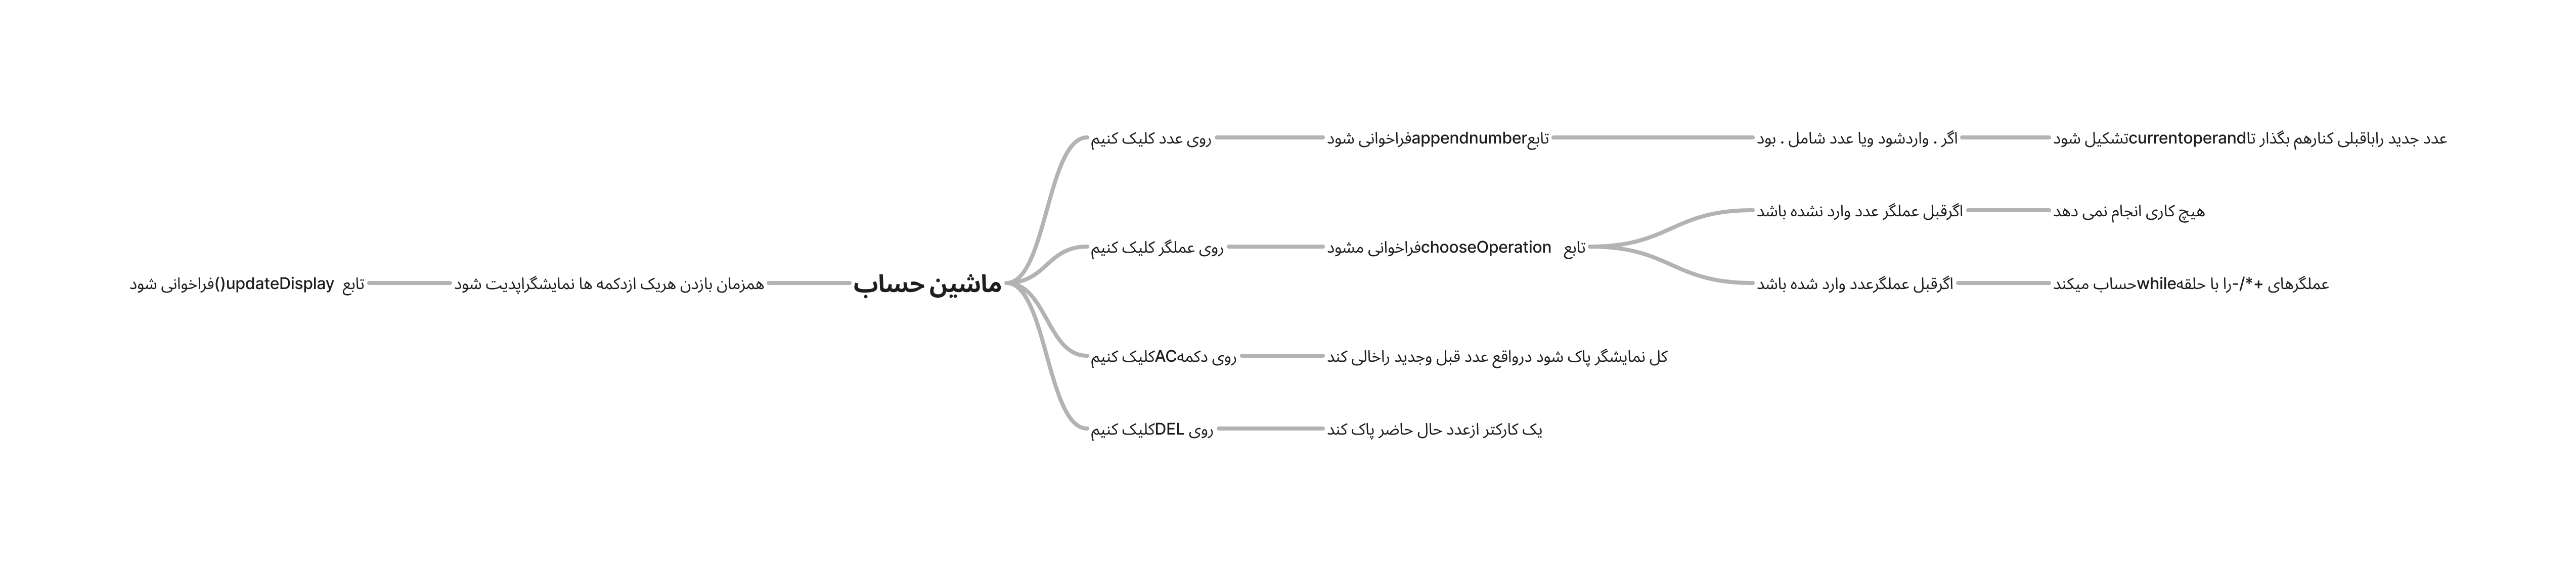 ماشین حساب
روی عدد کلیک کنیم
تابعappendnumberفراخوانی شود
اگر . واردشود ویا عدد شامل . بود
عدد جدید راباقبلی کنارهم بگذار تاcurrentoperandتشکیل شود
روی عملگر کلیک کنیم
تابع chooseOperationفراخوانی مشود
اگرقبل عملگر عدد وارد نشده باشد
هیچ کاری انجام نمی دهد
اگرقبل عملگرعدد وارد شده باشد
عملگرهای +*/-را با حلقهwhileحساب میکند
روی دکمهACکلیک کنیم
کل نمایشگر پاک شود درواقع عدد قبل وجدید راخالی کند
روی DELکلیک کنیم
یک کارکتر ازعدد حال حاضر پاک کند
همزمان بازدن هریک ازدکمه ها نمایشگراپدیت شود
تابع updateDisplay()فراخوانی شود